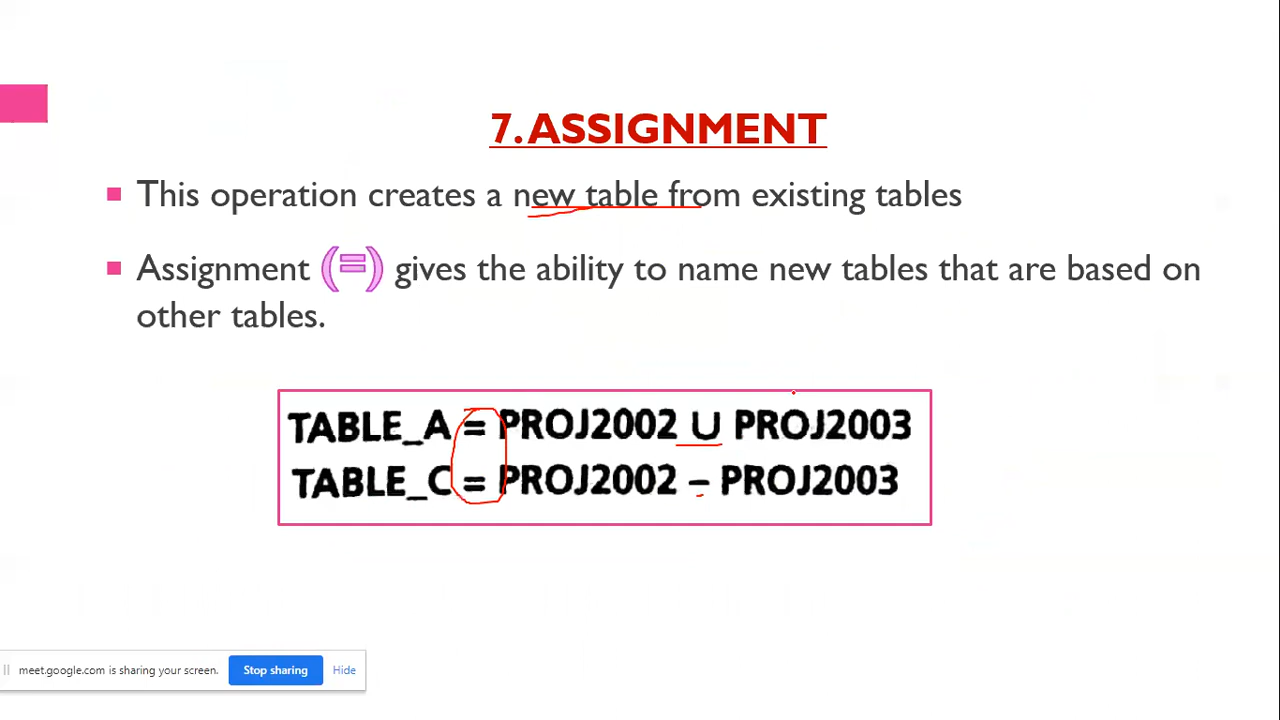 7. ASSIGNMENT
This operation creates a new table from existing tables
Assignment (=) gives the ability to name new tables that are based on
other tables.
TABLE_A = PROJ2002 ∪ PROJ2003
TABLE_C = PROJ2002 – PROJ2003
meet.google.com is sharing your screen. Stop sharing Hide